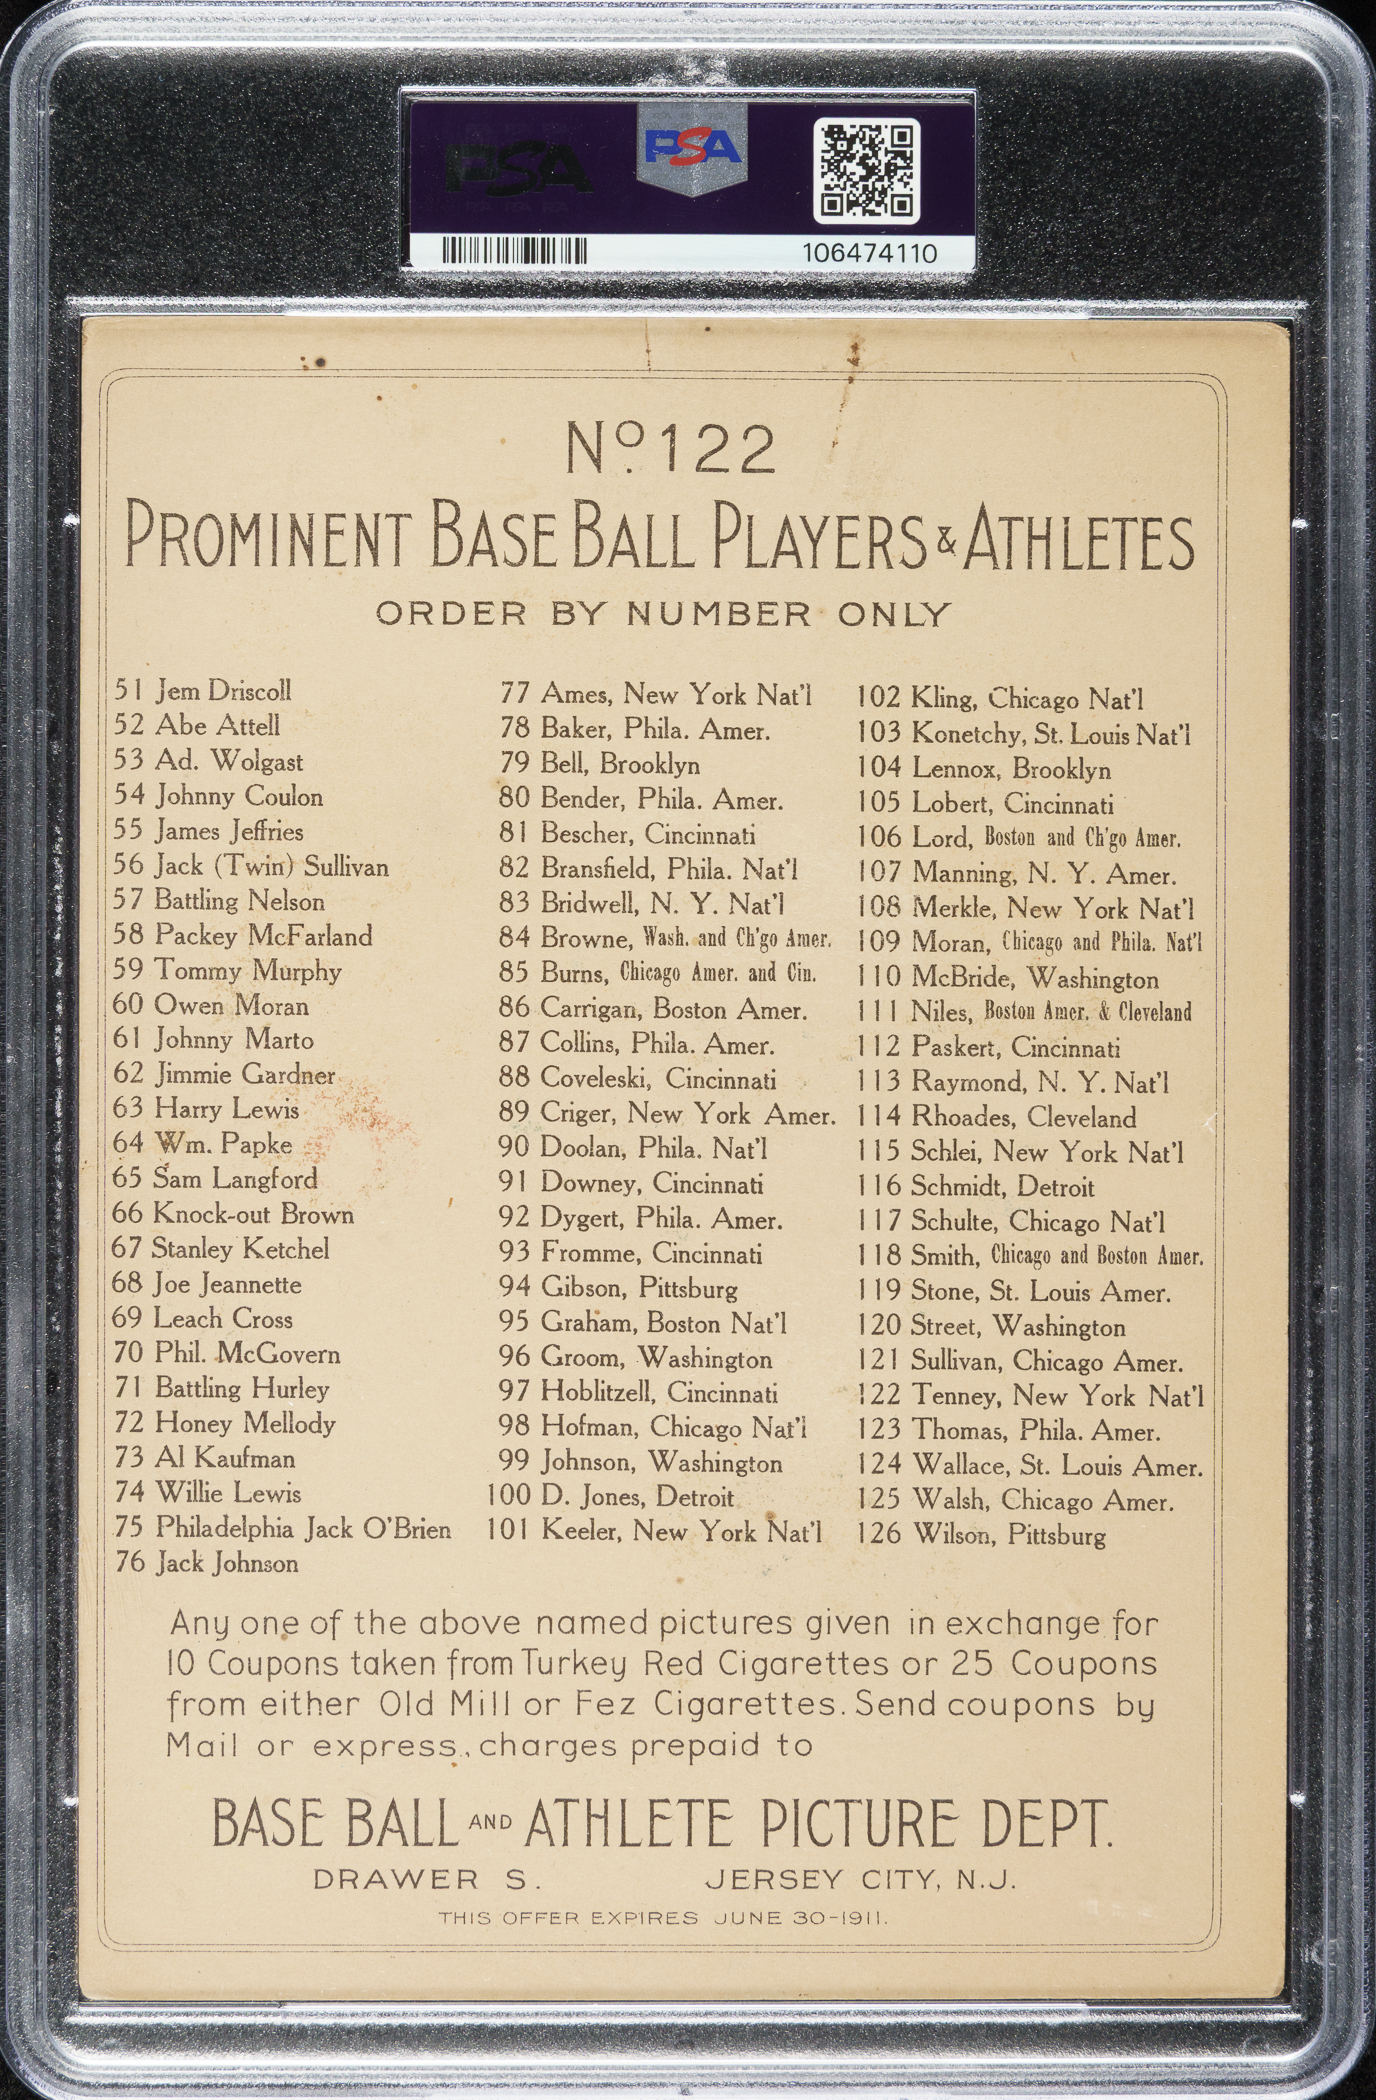 PSA
PSA
106474110
No. 122
PROMINENT BASE BALL PLAYERS & ATHLETES
ORDER BY NUMBER ONLY
51 Jem Driscoll
52 Abe Attell
53 Ad. Wolgast
54 Johnny Coulon
55 James Jeffries
56 Jack (Twin) Sullivan
57 Battling Nelson
58 Packey McFarland
59 Tommy Murphy
60 Owen Moran
61 Johnny Marto
62 Jimmie Gardner
63 Harry Lewis
64 Wm. Papke
65 Sam Langford
66 Knock-out Brown
67 Stanley Ketchel
68 Joe Jeannette
69 Leach Cross
70 Phil. McGovern
71 Battling Hurley
72 Honey Mellody
73 Al Kaufman
74 Willie Lewis
75 Philadelphia Jack O'Brien
76 Jack Johnson
77 Ames, New York Nat'l
78 Baker, Phila. Amer.
79 Bell, Brooklyn
80 Bender, Phila. Amer.
81 Bescher, Cincinnati
82 Bransfield, Phila. Nat'l
83 Bridwell, N. Y. Nat'l
84 Browne, Wash. and Ch'go Amer.
85 Burns, Chicago Amer. and Cin.
86 Carrigan, Boston Amer.
87 Collins, Phila. Amer.
88 Coveleski, Cincinnati
89 Criger, New York Amer.
90 Doolan, Phila. Nat'l
91 Downey, Cincinnati
92 Dygert, Phila. Amer.
93 Fromme, Cincinnati
94 Gibson, Pittsburg
95 Graham, Boston Nat'l
96 Groom, Washington
97 Hoblitzell, Cincinnati
98 Hofman, Chicago Nat'l
99 Johnson, Washington
100 D. Jones, Detroit
101 Keeler, New York Nat'l
102 Kling, Chicago Nat'l
103 Konetchy, St. Louis Nat'l
104 Lennox, Brooklyn
105 Lobert, Cincinnati
106 Lord, Boston and Ch'go Amer.
107 Manning, N. Y. Amer.
108 Merkle, New York Nat'l
109 Moran, Chicago and Phila. Nat'l
110 McBride, Washington
111 Niles, Boston Amer. & Cleveland
112 Paskert, Cincinnati
113 Raymond, N. Y. Nat'l
114 Rhoades, Cleveland
115 Schlei, New York Nat'l
116 Schmidt, Detroit
117 Schulte, Chicago Nat'l
118 Smith, Chicago and Boston Amer.
119 Stone, St. Louis Amer.
120 Street, Washington
121 Sullivan, Chicago Amer.
122 Tenney, New York Nat'l
123 Thomas, Phila. Amer.
124 Wallace, St. Louis Amer.
125 Walsh, Chicago Amer.
126 Wilson, Pittsburg
Any one of the above named pictures given in exchange for
10 Coupons taken from Turkey Red Cigarettes or 25 Coupons
from either Old Mill or Fez Cigarettes. Send coupons by
Mail or express, charges prepaid to
BASE BALL AND ATHLETE PICTURE DEPT.
DRAWER S. JERSEY CITY, N.J.
THIS OFFER EXPIRES JUNE 30-1911.